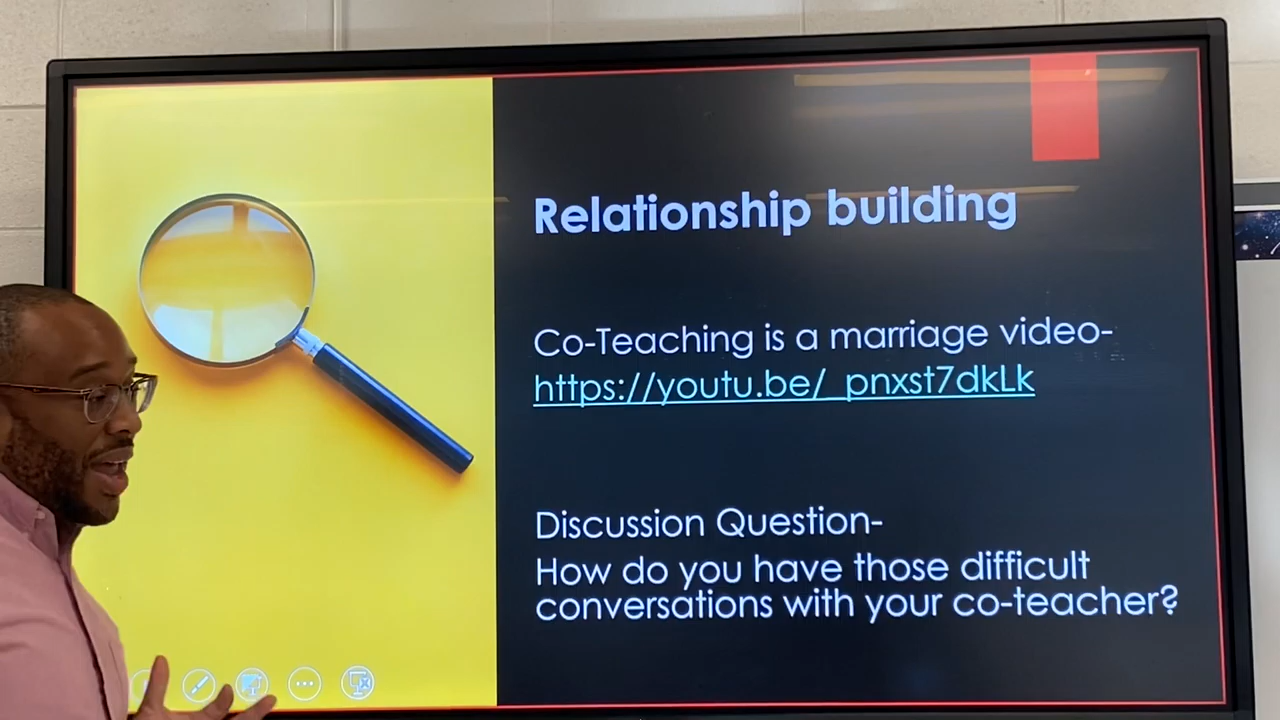 Relationship building
Co-Teaching is a marriage video-
https://youtu.be/_pnxst7dkLk
Discussion Question-
How do you have those difficult
conversations with your co-teacher?